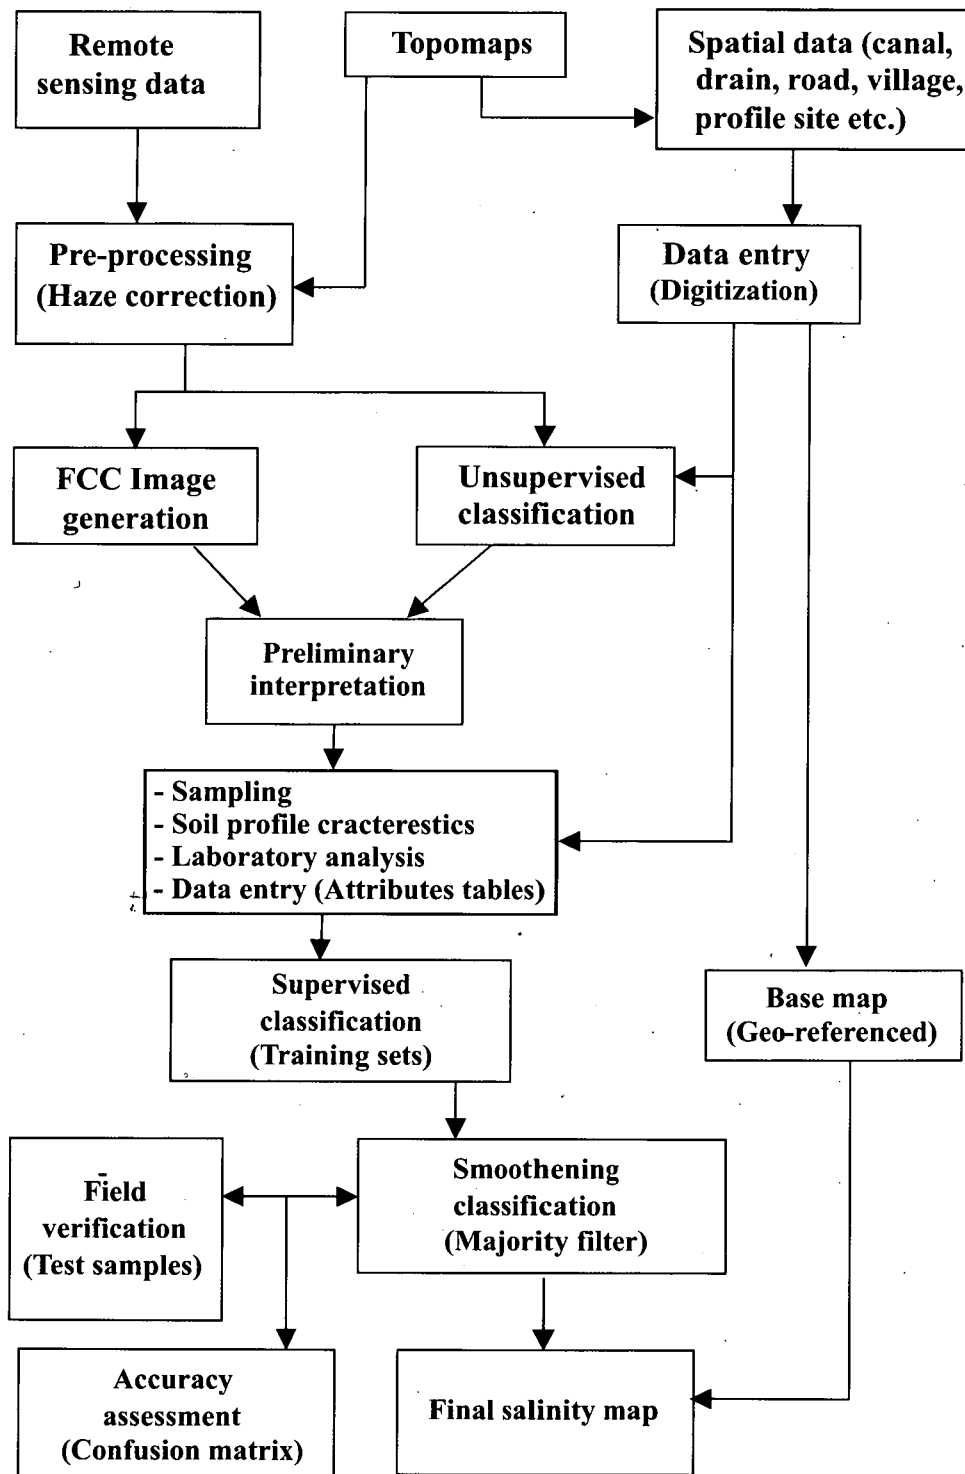 Remote
sensing data
Topomaps
Spatial data (canal,
drain, road, village,
profile site etc.)
Pre-processing
(Haze correction)
Data entry
(Digitization)
FCC Image
generation
Unsupervised
classification
Preliminary
interpretation
- Sampling
- Soil profile cracterestics
- Laboratory analysis
- Data entry (Attributes tables)
Supervised
classification
(Training sets)
Base map
(Geo-referenced)
Field
verification
(Test samples)
Smoothening
classification
(Majority filter)
Accuracy
assessment
(Confusion matrix)
Final salinity map